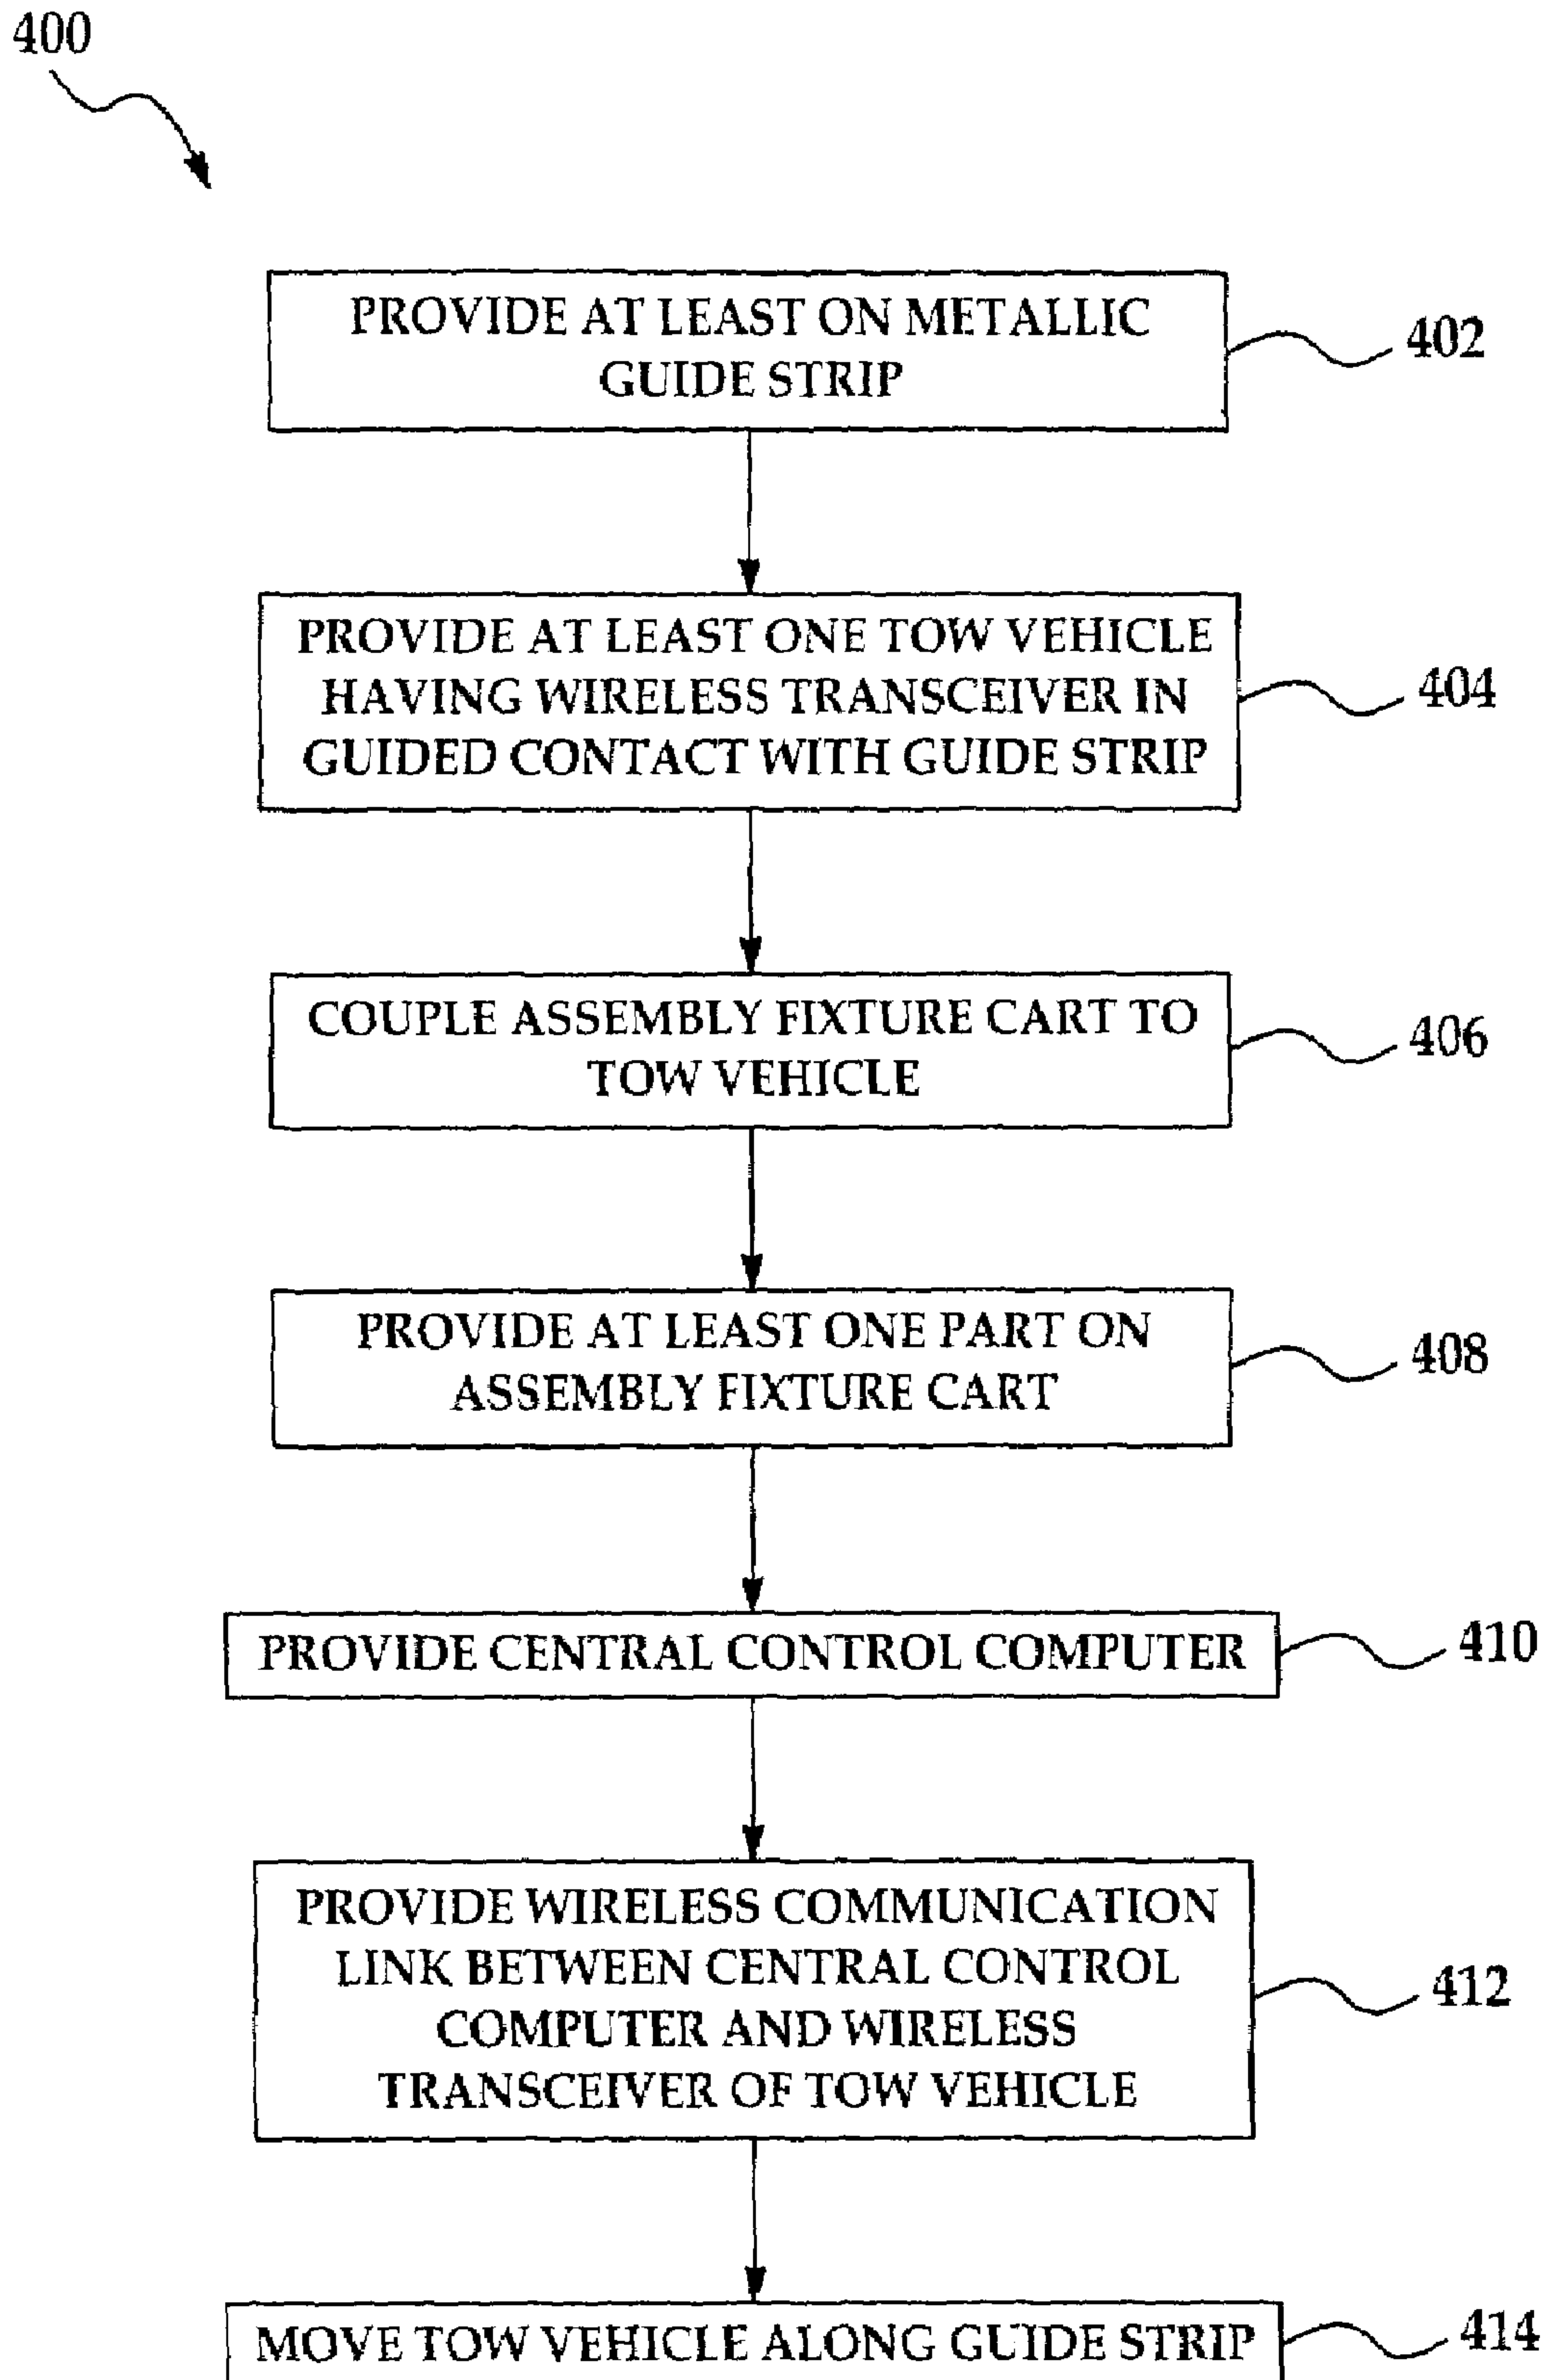 400
PROVIDE AT LEAST ON METALLIC
GUIDE STRIP
402
PROVIDE AT LEAST ONE TOW VEHICLE
HAVING WIRELESS TRANSCEIVER IN
GUIDED CONTACT WITH GUIDE STRIP
404
COUPLE ASSEMBLY FIXTURE CART TO
TOW VEHICLE
406
PROVIDE AT LEAST ONE PART ON
ASSEMBLY FIXTURE CART
408
PROVIDE CENTRAL CONTROL COMPUTER
410
PROVIDE WIRELESS COMMUNICATION
LINK BETWEEN CENTRAL CONTROL
COMPUTER AND WIRELESS
TRANSCEIVER OF TOW VEHICLE
412
MOVE TOW VEHICLE ALONG GUIDE STRIP
414